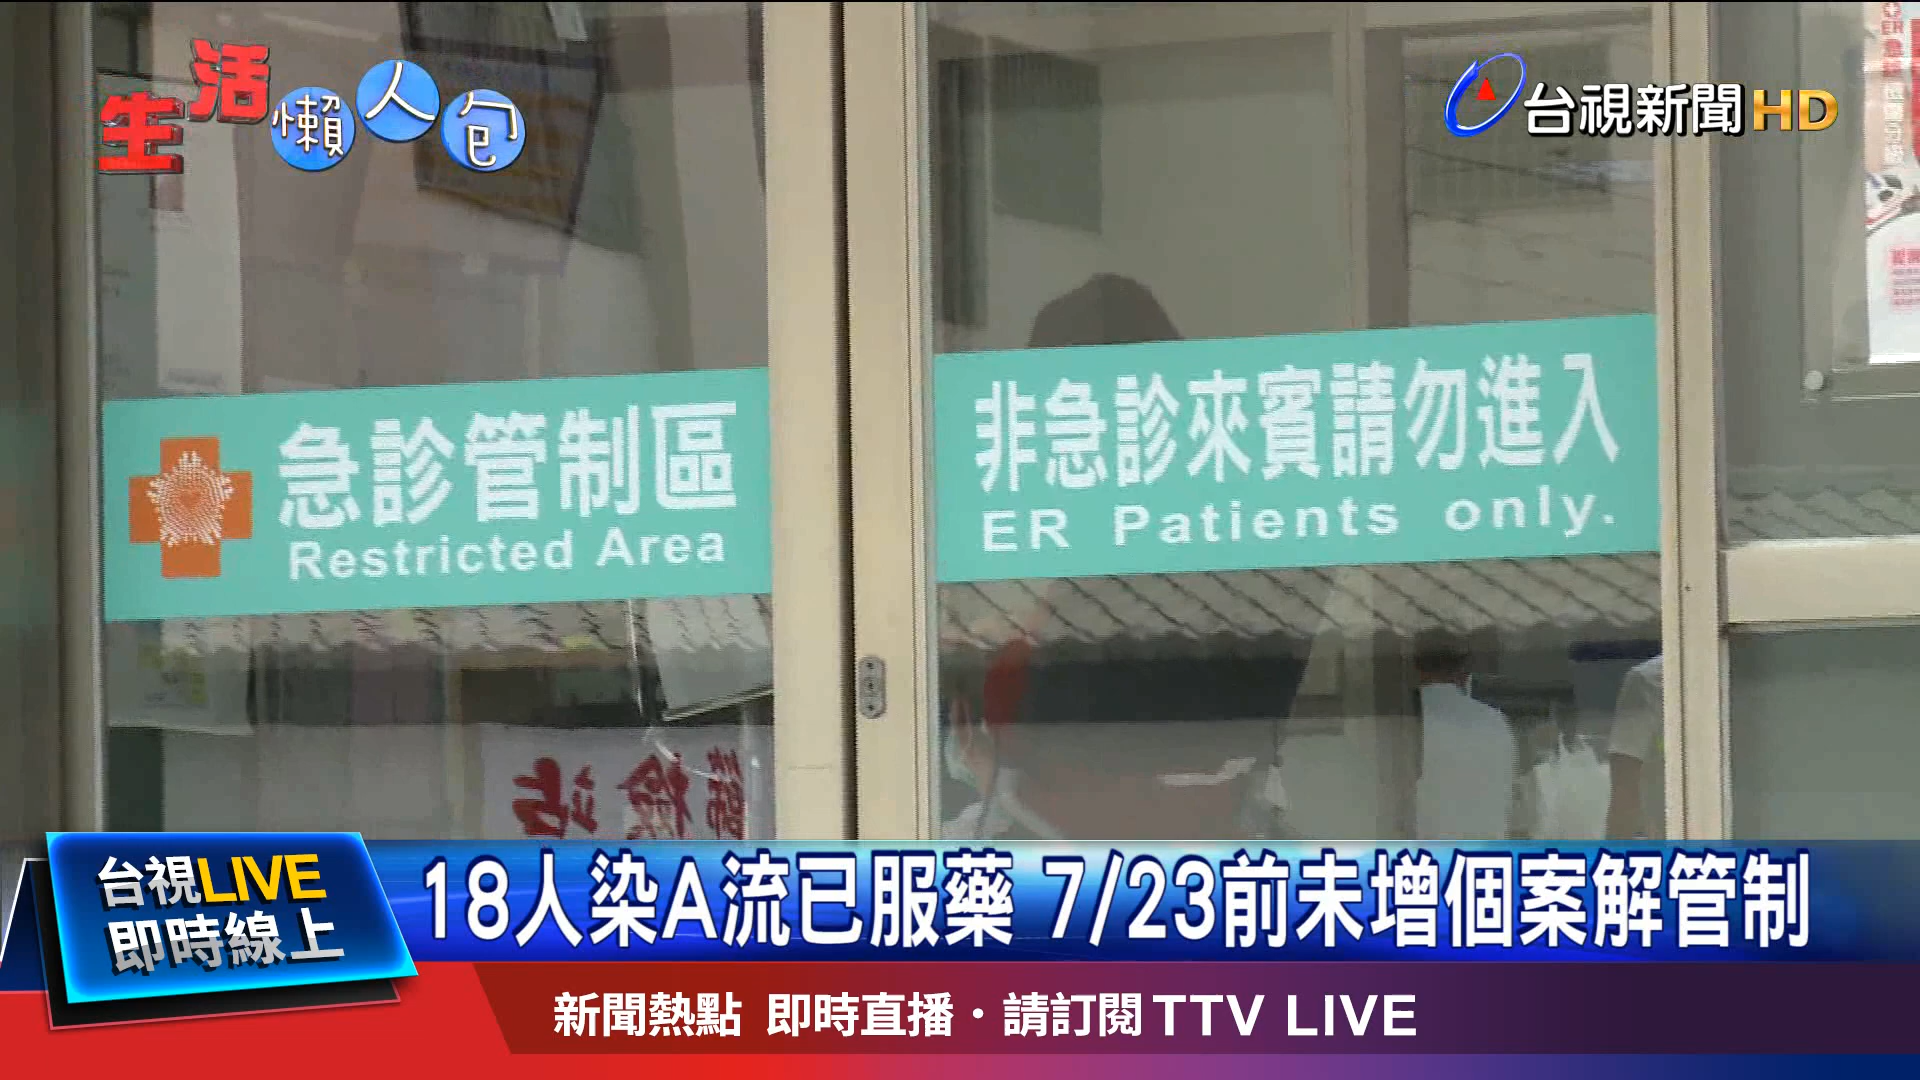 生活懶人包
台視新聞HD
急診管制區
Restricted Area
非急診來賓請勿進入
ER Patients only.
篩檢站
台視LIVE
即時線上
18人染A流已服藥 7/23前未增個案解管制
新聞熱點 即時直播・請訂閱TTV LIVE